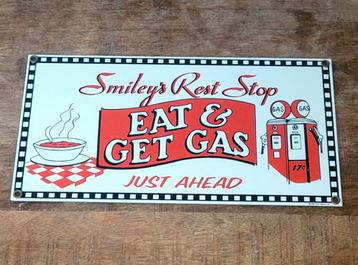 Smiley's Rest Stop
EAT &
GET GAS
GAS GAS
17¢
JUST AHEAD